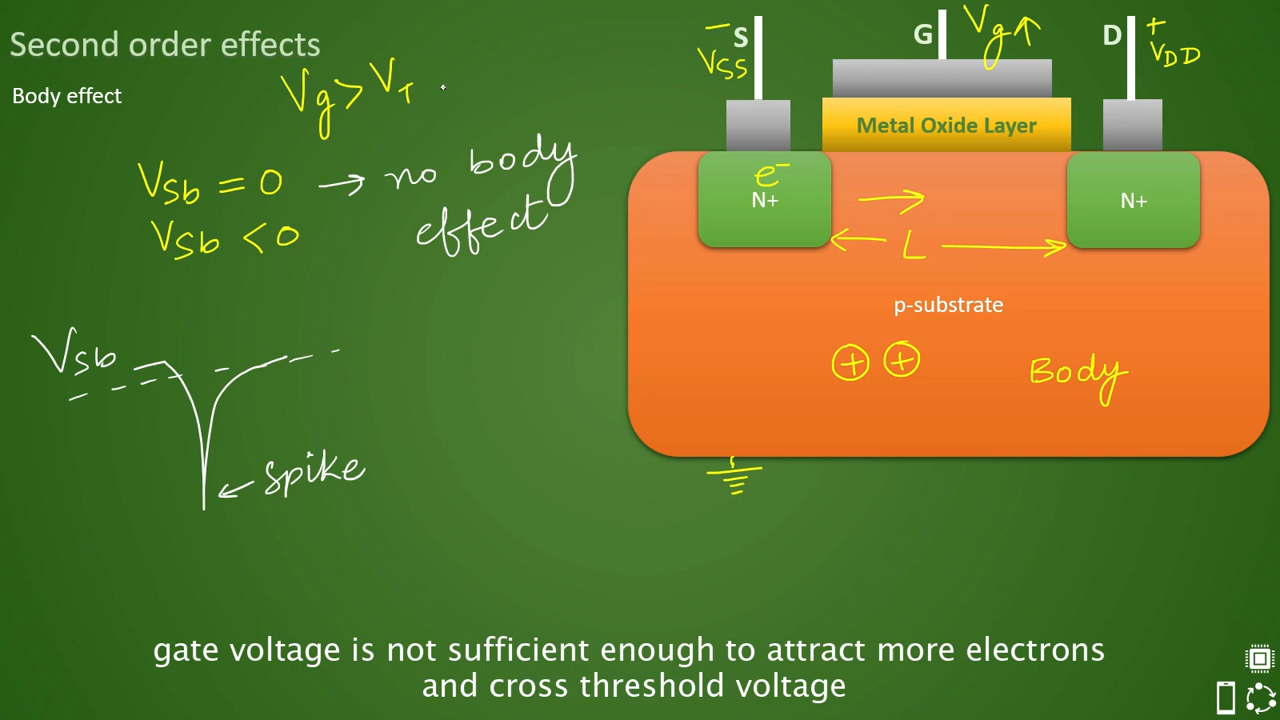 Second order effects
Body effect
Vg > VT
Vsb = 0 → no body
effect
Vsb < 0
Vsb
spike
− S
VSS
G
Vg↑
D +
VDD
Metal Oxide Layer
e−
N+
N+
L
p-substrate
+ +
Body
gate voltage is not sufficient enough to attract more electrons
and cross threshold voltage